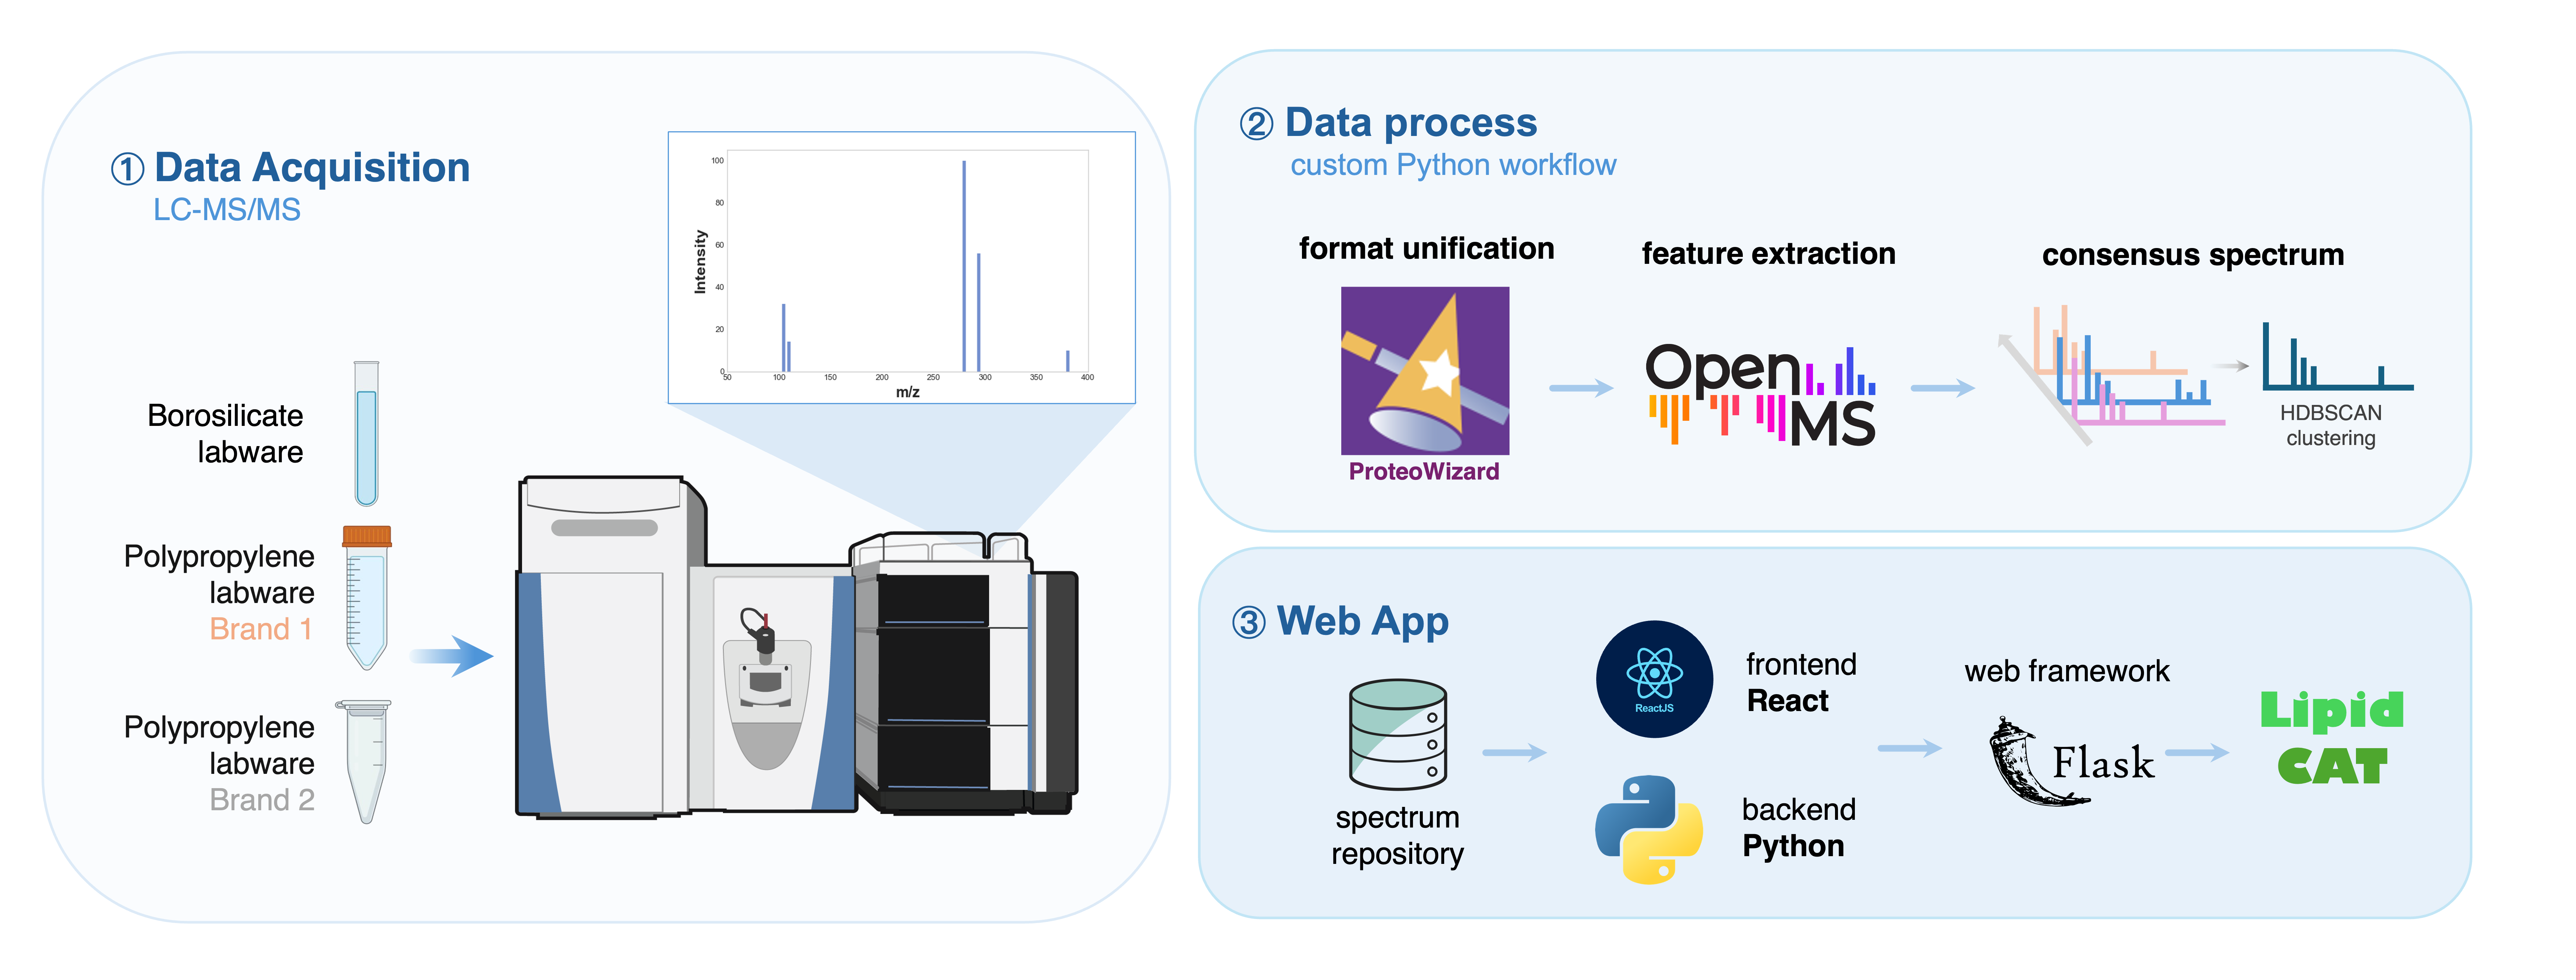 ① Data Acquisition
LC-MS/MS
100
80
60
40
20
0
Intensity
50 100 150 200 250 300 350 400
m/z
Borosilicate
labware
Polypropylene
labware
Brand 1
Polypropylene
labware
Brand 2
② Data process
custom Python workflow
format unification
ProteoWizard
feature extraction
Open
MS
consensus spectrum
HDBSCAN
clustering
③ Web App
spectrum
repository
ReactJS
frontend
React
backend
Python
web framework
Flask
Lipid
CAT